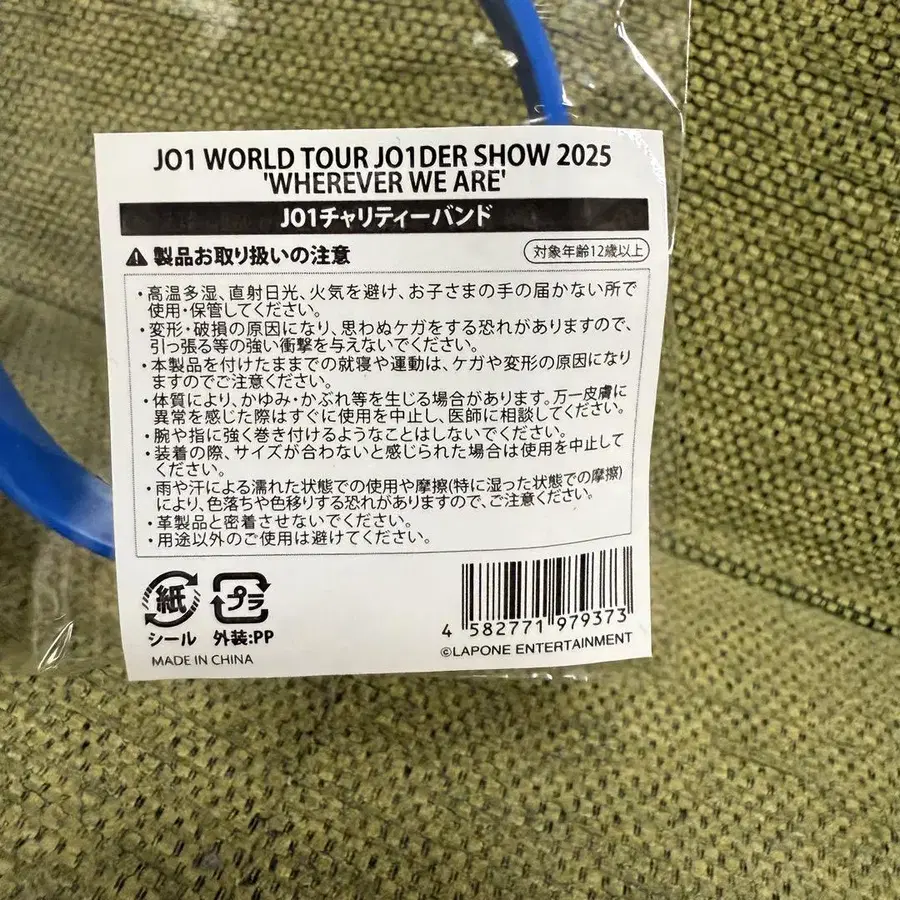 JO1 WORLD TOUR JO1DER SHOW 2025
'WHEREVER WE ARE'
JO1チャリティーバンド
製品お取り扱いの注意
対象年齢12歳以上
・高温多湿、直射日光、火気を避け、お子さまの手の届かない所で
使用・保管してください。
・変形・破損の原因になり、思わぬケガをする恐れがありますので、
引っ張る等の強い衝撃を与えないでください。
・本製品を付けたままでの就寝や運動は、ケガや変形の原因になり
ますのでご注意ください。
・体質により、かゆみ・かぶれ等を生じる場合があります。万一皮膚に
異常を感じた際はすぐに使用を中止し、医師に相談してください。
・腕や指に強く巻き付けるようなことはしないでください。
・装着の際、サイズが合わないと感じられた場合は使用を中止して
ください。
・雨や汗による濡れた状態での使用や摩擦(特に湿った状態での摩擦)
により、色落ちや色移りする恐れがありますので、ご注意ください。
・革製品と密着させないでください。
・用途以外のご使用は避けてください。
紙 プラ
シール 外装:PP
MADE IN CHINA
4 582771 979373
©LAPONE ENTERTAINMENT